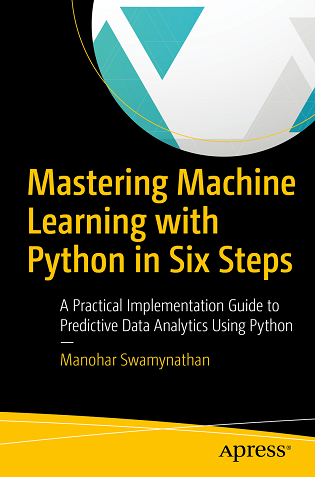 Mastering Machine
Learning with
Python in Six Steps
A Practical Implementation Guide to
Predictive Data Analytics Using Python
—
Manohar Swamynathan
Apress®